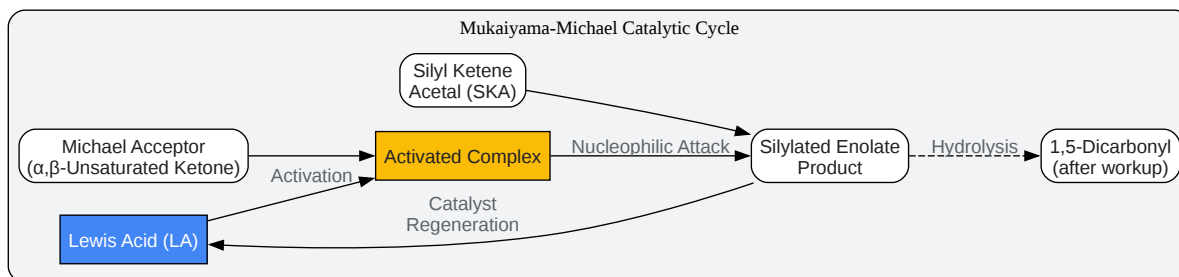 Mukaiyama-Michael Catalytic Cycle
Silyl Ketene
Acetal (SKA)
Michael Acceptor
(α,β-Unsaturated Ketone)
Activation
Activated Complex
Nucleophilic Attack
Silylated Enolate
Product
Hydrolysis
1,5-Dicarbonyl
(after workup)
Lewis Acid (LA)
Catalyst
Regeneration